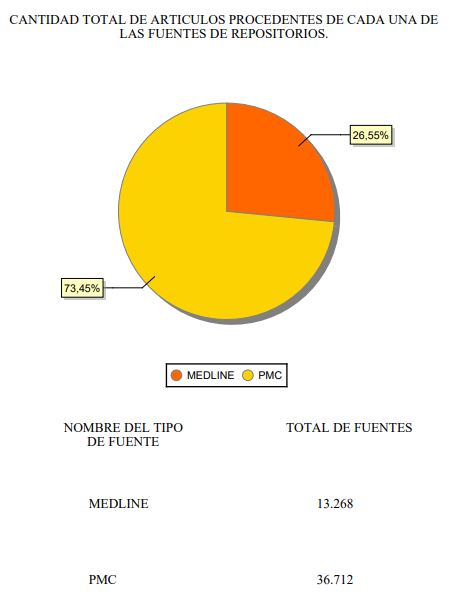 CANTIDAD TOTAL DE ARTICULOS PROCEDENTES DE CADA UNA DE
LAS FUENTES DE REPOSITORIOS.
26,55%
73,45%
MEDLINE PMC
NOMBRE DEL TIPO DE FUENTE
TOTAL DE FUENTES
MEDLINE 13.268
PMC 36.712